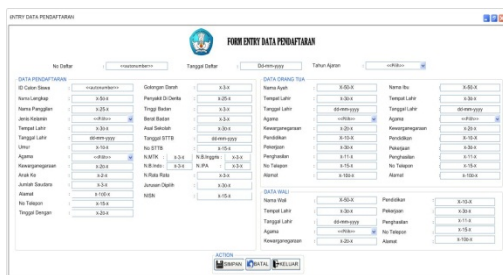 ENTRY DATA PENDAFTARAN
FORM ENTRY DATA PENDAFTARAN
No Daftar : <<autonumber>> Tanggal Daftar : Dd-mm-yyyy Tahun Ajaran : <<Pilih>>
DATA PENDAFTARAN
ID Calon Siswa : <<autonumber>>
Nama Lengkap : X-50-X
Nama Panggilan : X-25-X
Jenis Kelamin : <<Pilih>>
Tempat Lahir : X-30-X
Tanggal Lahir : dd-mm-yyyy
Umur : X-10-X
Agama : <<Pilih>>
Kewarganegaraan : X-20-X
Anak Ke : X-2-X
Jumlah Saudara : X-2-X
Alamat : X-100-X
No Telepon : X-15-X
Tinggal Dengan : X-20-X
Golongan Darah : X-3-X
Penyakit Di Derita : X-25-X
Tinggi Badan : X-3-X
Berat Badan : X-3-X
Asal Sekolah : X-30-X
Tanggal STTB : dd-mm-yyyy
No STTB : X-15-X
N.MTK : X-3-X N.B.Inggris : X-3-X
N.B.Indo : X-3-X N.IPA : X-3-X
N.Rata Rata : X-3-X
Jurusan Dipilih : X-30-X
NISN : X-15-X
DATA ORANG TUA
Nama Ayah : X-50-X
Tempat Lahir : X-30-X
Tanggal Lahir : dd-mm-yyyy
Agama : <<Pilih>>
Kewarganegaraan : X-20-X
Pendidikan : X-10-X
Pekerjaan : X-30-X
Penghasilan : X-11-X
No Telepon : X-15-X
Alamat : X-100-X
Nama Ibu : X-50-X
Tempat Lahir : X-30-X
Tanggal Lahir : dd-mm-yyyy
Agama : <<Pilih>>
Kewarganegaraan : X-20-X
Pendidikan : X-10-X
Pekerjaan : X-30-X
Penghasilan : X-11-X
No Telepon : X-15-X
Alamat : X-100-X
DATA WALI
Nama Wali : X-50-X
Tempat Lahir : X-30-X
Tanggal Lahir : dd-mm-yyyy
Agama : <<Pilih>>
Kewarganegaraan : X-20-X
Pendidikan : X-10-X
Pekerjaan : X-30-X
Penghasilan : X-11-X
No Telepon : X-15-X
Alamat : X-100-X
ACTION
SIMPAN BATAL KELUAR